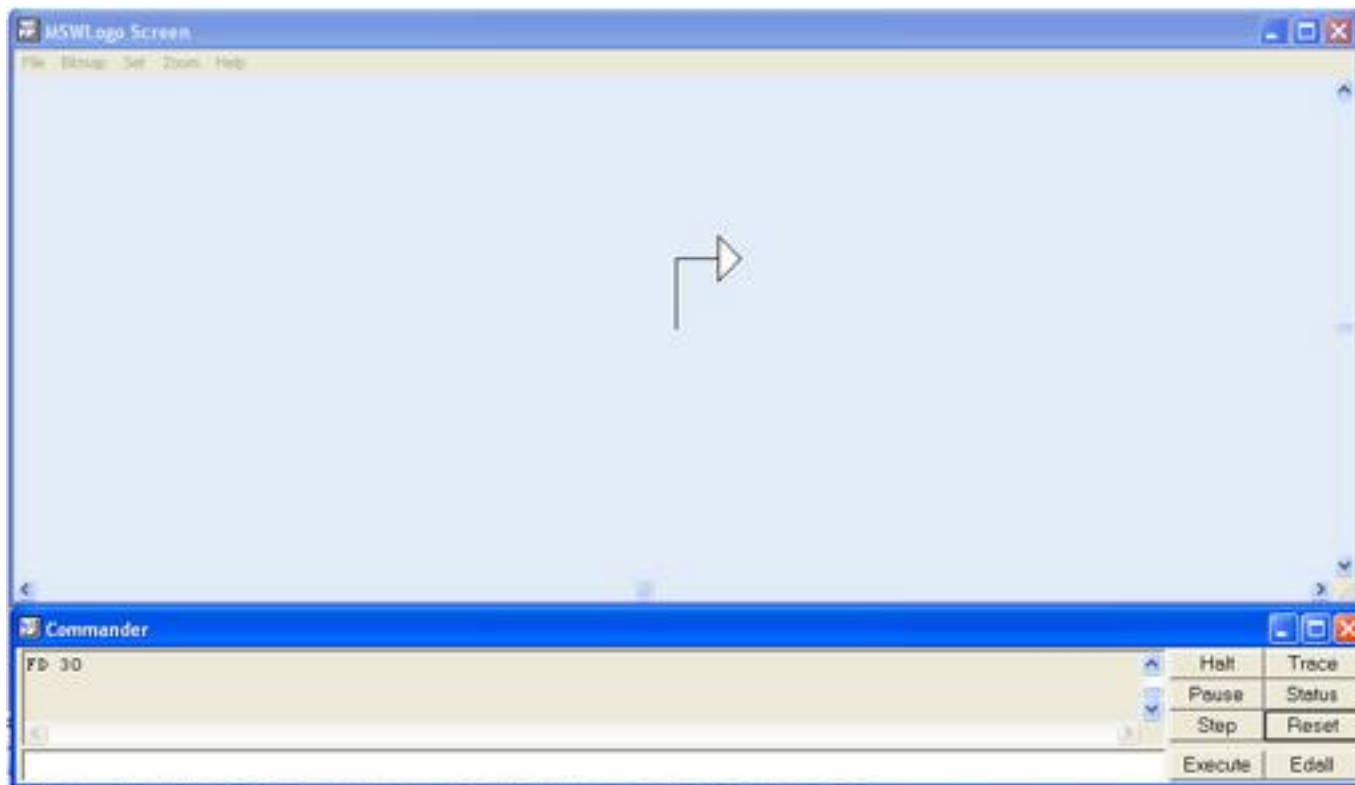 MSWLogo Screen
File Bitmap Set Zoom Help
Commander
FD 30
Halt Trace
Pause Status
Step Reset
Execute Edall